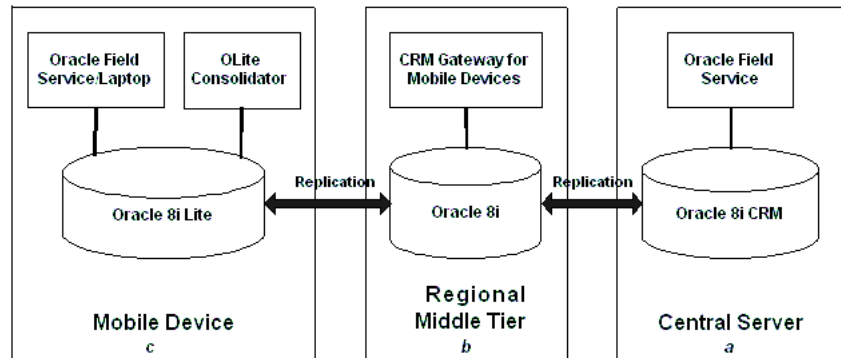 Oracle Field
Service/Laptop
OLite
Consolidator
CRM Gateway for
Mobile Devices
Oracle Field
Service
Replication
Replication
Oracle 8i Lite
Oracle 8i
Oracle 8i CRM
Mobile Device
c
Regional
Middle Tier
b
Central Server
a